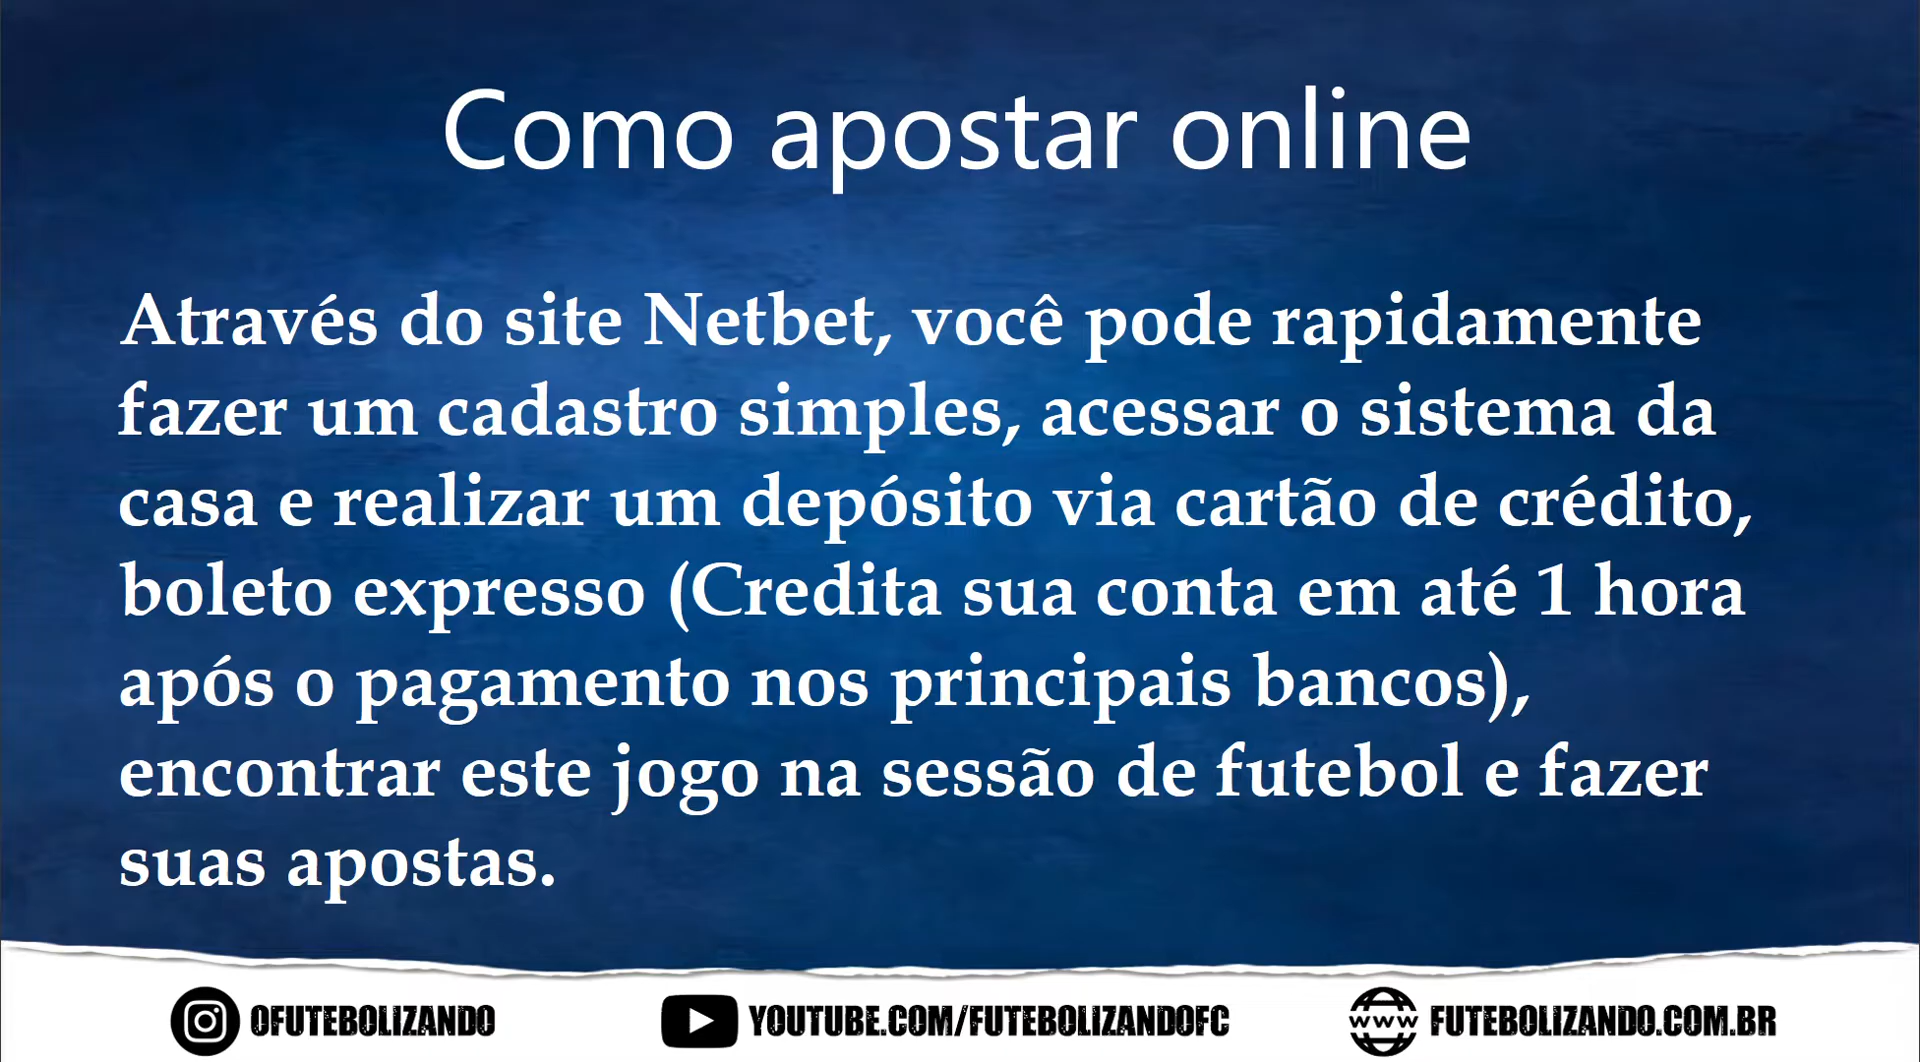 Como apostar online
Através do site Netbet, você pode rapidamente
fazer um cadastro simples, acessar o sistema da
casa e realizar um depósito via cartão de crédito,
boleto expresso (Credita sua conta em até 1 hora
após o pagamento nos principais bancos),
encontrar este jogo na sessão de futebol e fazer
suas apostas.
OFUTEBOLIZANDO
YOUTUBE.COM/FUTEBOLIZANDOFC
WWW
FUTEBOLIZANDO.COM.BR